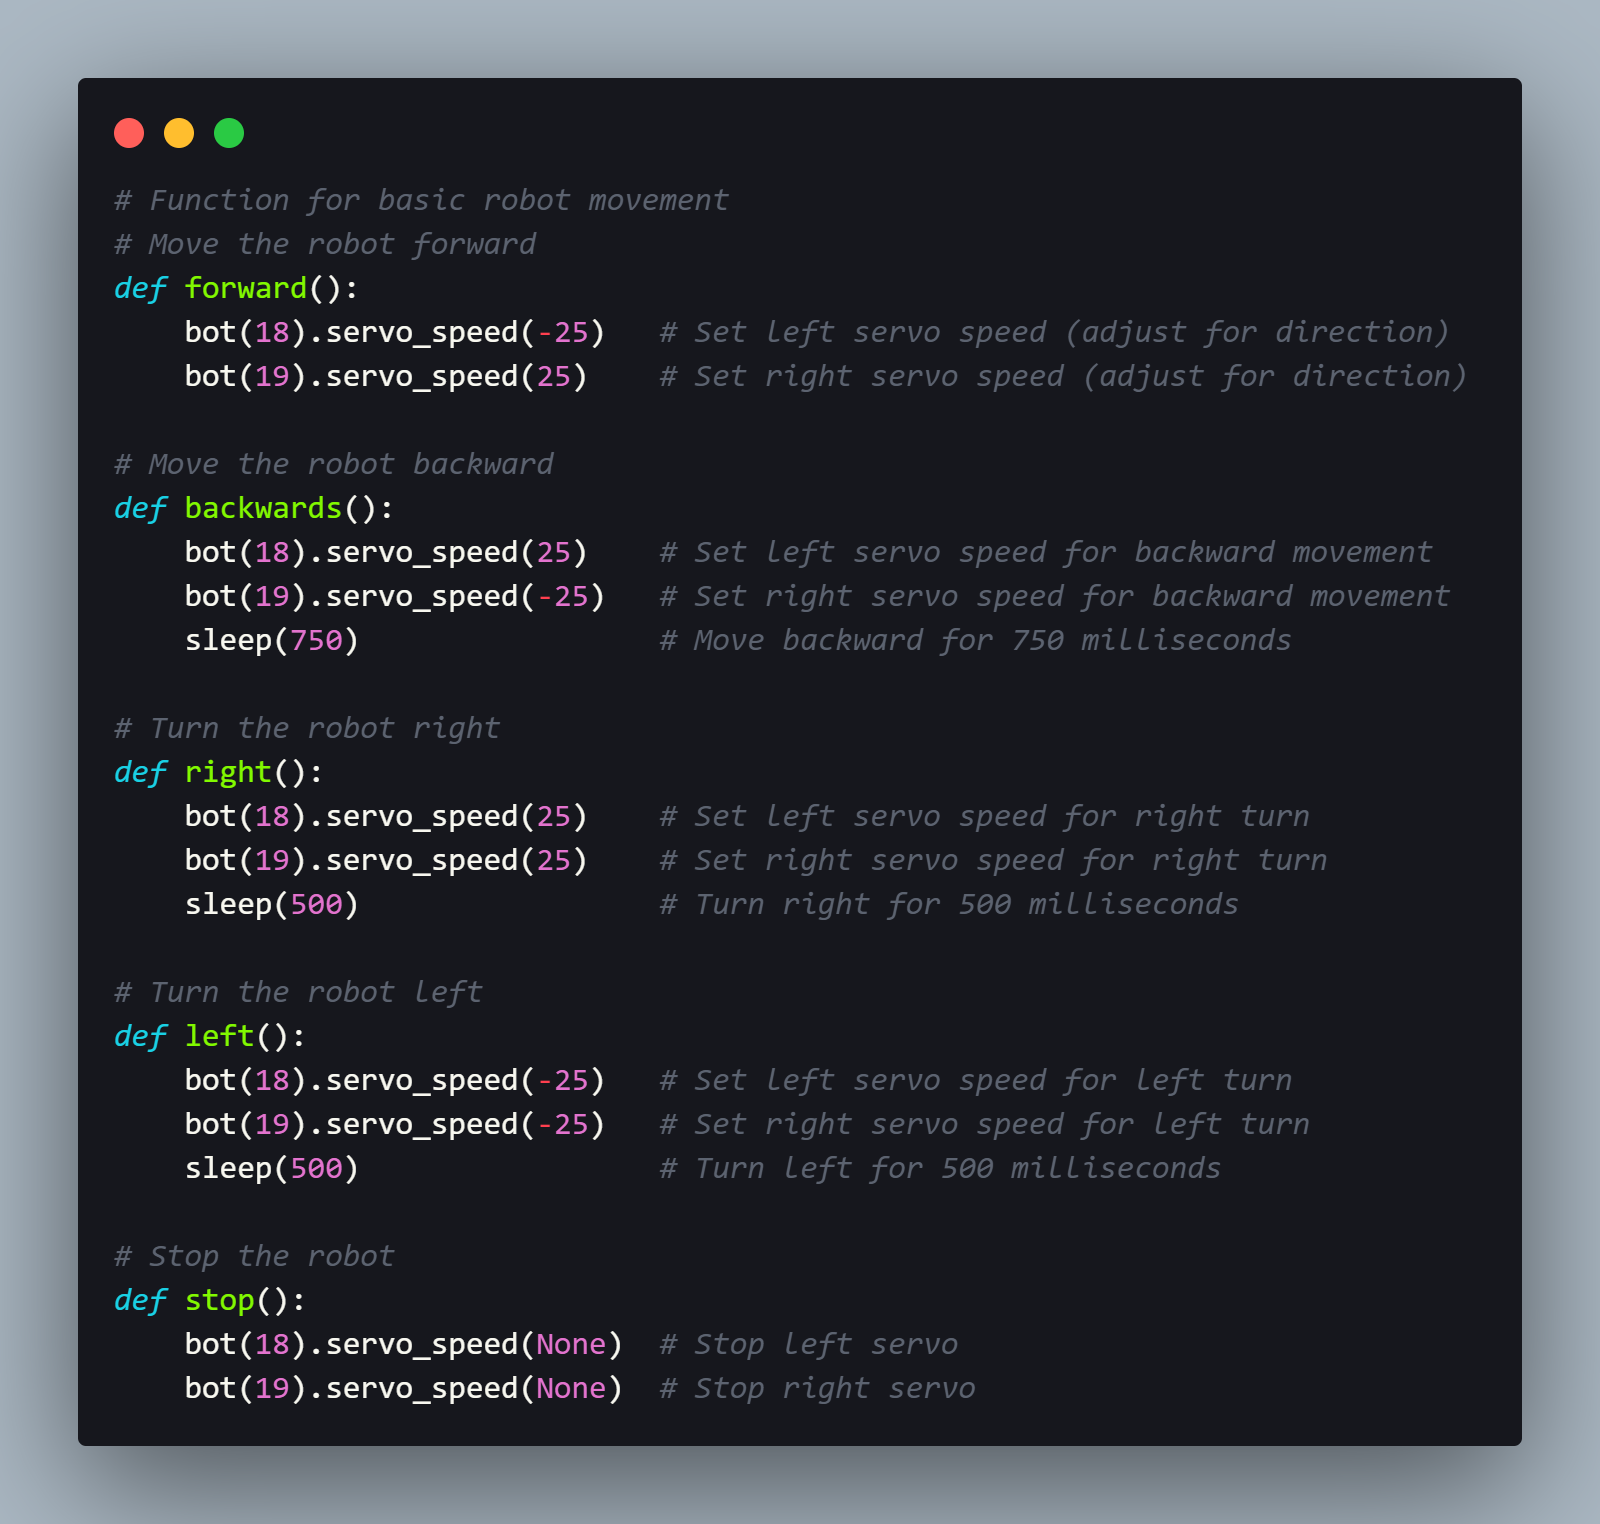 # Function for basic robot movement
# Move the robot forward
def forward():
    bot(18).servo_speed(-25)   # Set left servo speed (adjust for direction)
    bot(19).servo_speed(25)    # Set right servo speed (adjust for direction)

# Move the robot backward
def backwards():
    bot(18).servo_speed(25)    # Set left servo speed for backward movement
    bot(19).servo_speed(-25)   # Set right servo speed for backward movement
    sleep(750)                 # Move backward for 750 milliseconds

# Turn the robot right
def right():
    bot(18).servo_speed(25)    # Set left servo speed for right turn
    bot(19).servo_speed(25)    # Set right servo speed for right turn
    sleep(500)                 # Turn right for 500 milliseconds

# Turn the robot left
def left():
    bot(18).servo_speed(-25)   # Set left servo speed for left turn
    bot(19).servo_speed(-25)   # Set right servo speed for left turn
    sleep(500)                 # Turn left for 500 milliseconds

# Stop the robot
def stop():
    bot(18).servo_speed(None)  # Stop left servo
    bot(19).servo_speed(None)  # Stop right servo